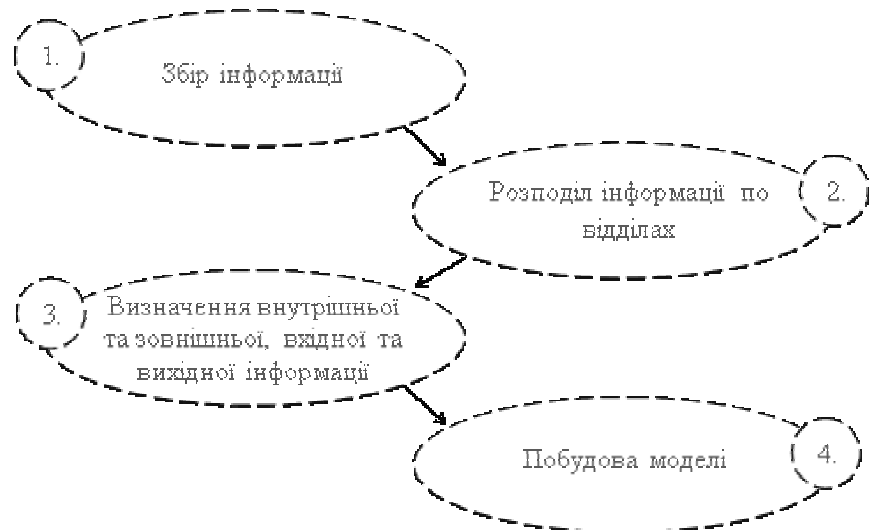 1.
Збір інформації
Розподіл інформації по
відділах
2.
3.
Визначення внутрішньої
та зовнішньої, вхідної та
вихідної інформації
Побудова моделі
4.